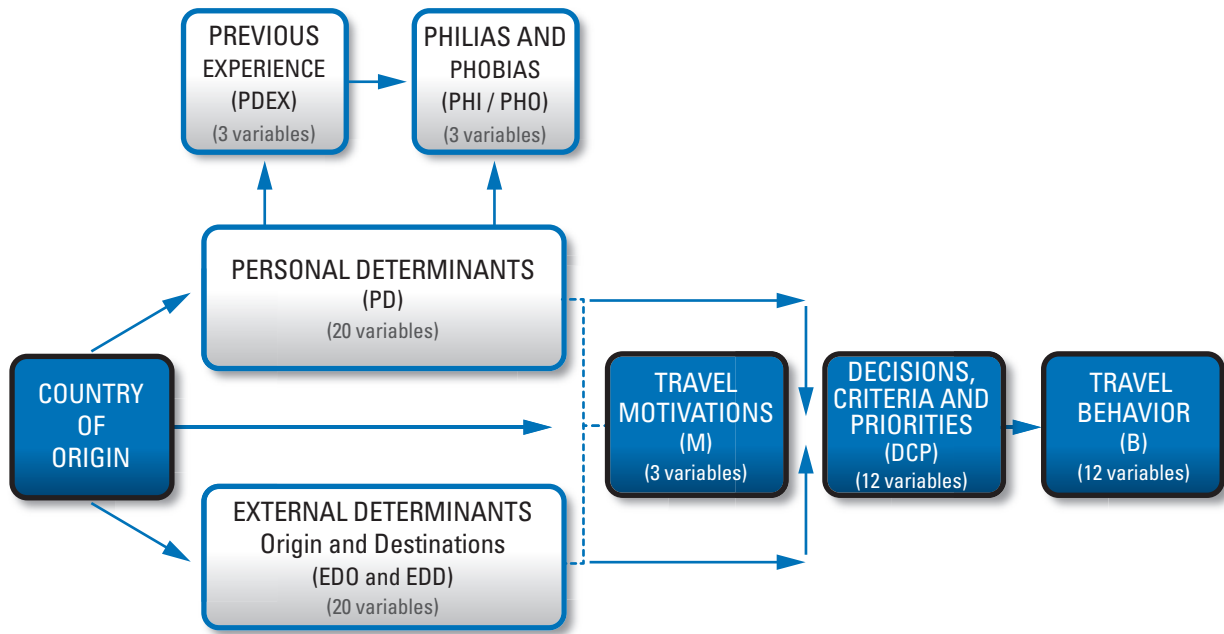 PREVIOUS
EXPERIENCE
(PDEX)
(3 variables)
PHILIAS AND
PHOBIAS
(PHI / PHO)
(3 variables)
PERSONAL DETERMINANTS
(PD)
(20 variables)
COUNTRY
OF
ORIGIN
TRAVEL
MOTIVATIONS
(M)
(3 variables)
DECISIONS,
CRITERIA AND
PRIORITIES
(DCP)
(12 variables)
TRAVEL
BEHAVIOR
(B)
(12 variables)
EXTERNAL DETERMINANTS
Origin and Destinations
(EDO and EDD)
(20 variables)